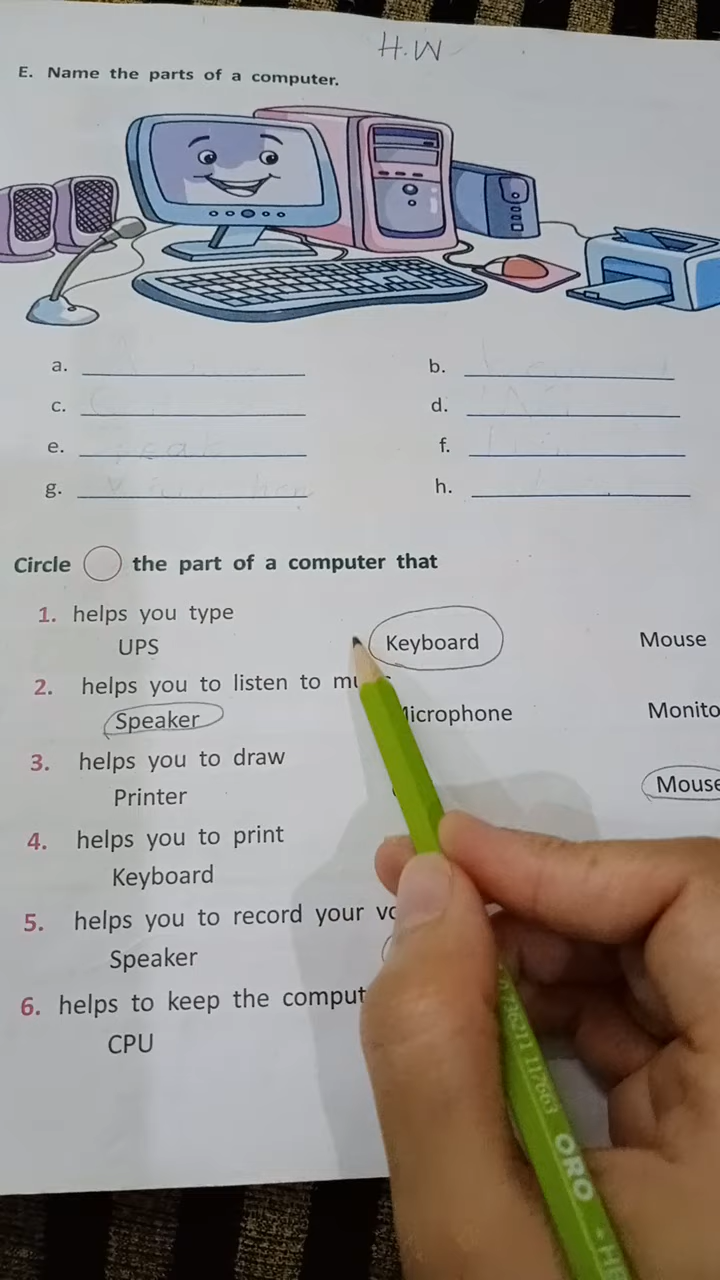 H.W
E. Name the parts of a computer.
a. b.
c. d.
e. f.
g. h.
Circle the part of a computer that
1. helps you type
UPS Keyboard Mouse
2. helps you to listen to mu
Speaker Microphone Monito
3. helps you to draw
Printer Mouse
4. helps you to print
Keyboard
5. helps you to record your vo
Speaker
6. helps to keep the comput
CPU
ORO